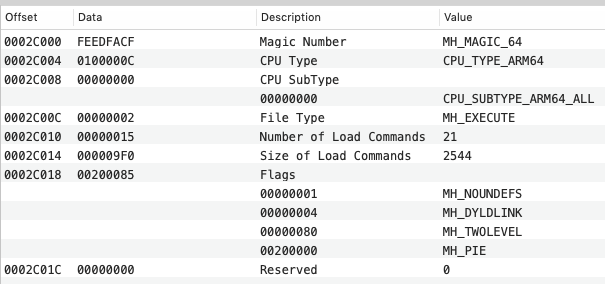 Offset Data Description Value
0002C000 FEEDFACF Magic Number MH_MAGIC_64
0002C004 0100000C CPU Type CPU_TYPE_ARM64
0002C008 00000000 CPU SubType
00000000 CPU_SUBTYPE_ARM64_ALL
0002C00C 00000002 File Type MH_EXECUTE
0002C010 00000015 Number of Load Commands 21
0002C014 000009F0 Size of Load Commands 2544
0002C018 00200085 Flags
00000001 MH_NOUNDEFS
00000004 MH_DYLDLINK
00000080 MH_TWOLEVEL
00200000 MH_PIE
0002C01C 00000000 Reserved 0